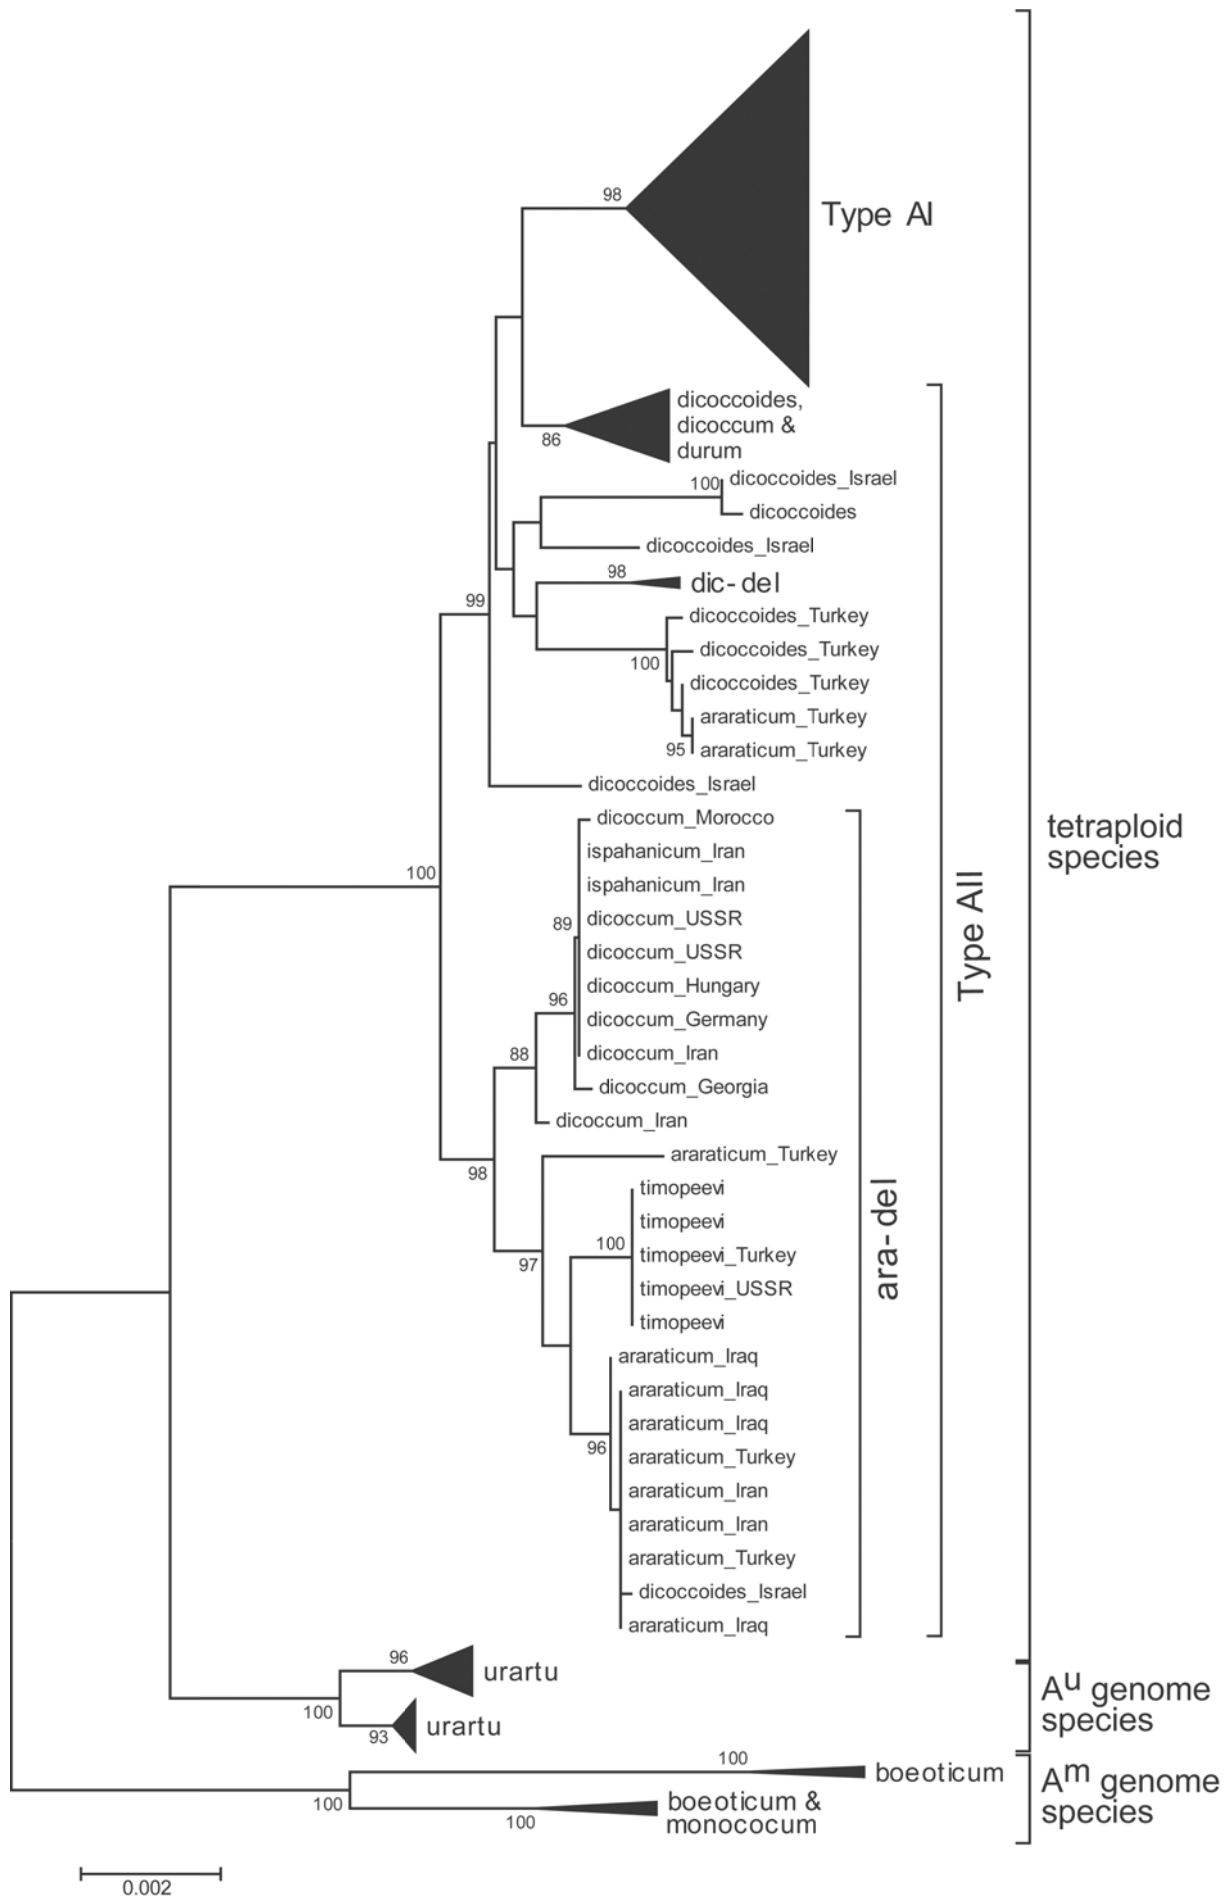 98
Type AI
dicoccoides,
dicoccum &
durum
86
100
dicoccoides_Israel
dicoccoides
dicoccoides_Israel
98
dic-del
99
dicoccoides_Turkey
dicoccoides_Turkey
100
dicoccoides_Turkey
araraticum_Turkey
95
araraticum_Turkey
dicoccoides_Israel
dicoccum_Morocco
tetraploid
species
ispahanicum_Iran
100
ispahanicum_Iran
89
dicoccum_USSR
Type AII
dicoccum_USSR
dicoccum_Hungary
96
dicoccum_Germany
88
dicoccum_Iran
dicoccum_Georgia
dicoccum_Iran
araraticum_Turkey
98
timopeevi
timopeevi
ara-del
100
timopeevi_Turkey
97
timopeevi_USSR
timopeevi
araraticum_Iraq
araraticum_Iraq
araraticum_Iraq
96
araraticum_Turkey
araraticum_Iran
araraticum_Iran
araraticum_Turkey
dicoccoides_Israel
araraticum_Iraq
96
urartu
100
93
urartu
Au genome
species
100
boeoticum
100
boeoticum &
monococum
100
Am genome
species
0.002